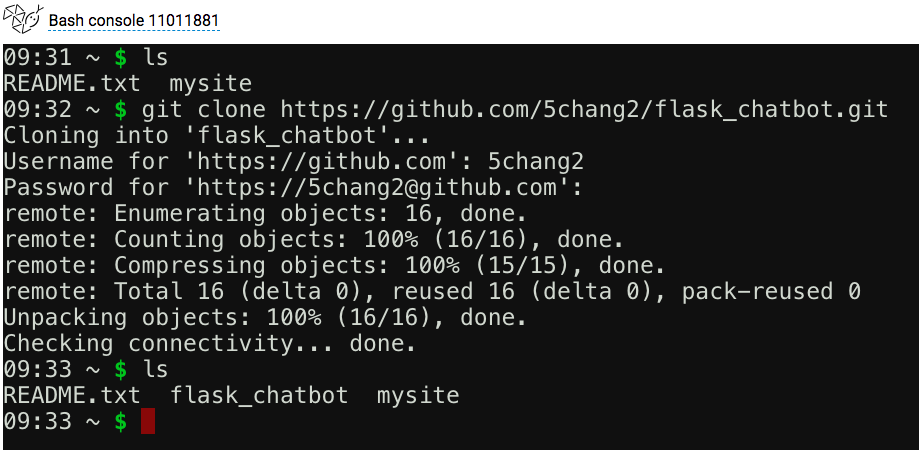 Bash console 11011881
09:31 ~ $ ls
README.txt  mysite
09:32 ~ $ git clone https://github.com/5chang2/flask_chatbot.git
Cloning into 'flask_chatbot'...
Username for 'https://github.com': 5chang2
Password for 'https://5chang2@github.com':
remote: Enumerating objects: 16, done.
remote: Counting objects: 100% (16/16), done.
remote: Compressing objects: 100% (15/15), done.
remote: Total 16 (delta 0), reused 16 (delta 0), pack-reused 0
Unpacking objects: 100% (16/16), done.
Checking connectivity... done.
09:33 ~ $ ls
README.txt  flask_chatbot  mysite
09:33 ~ $